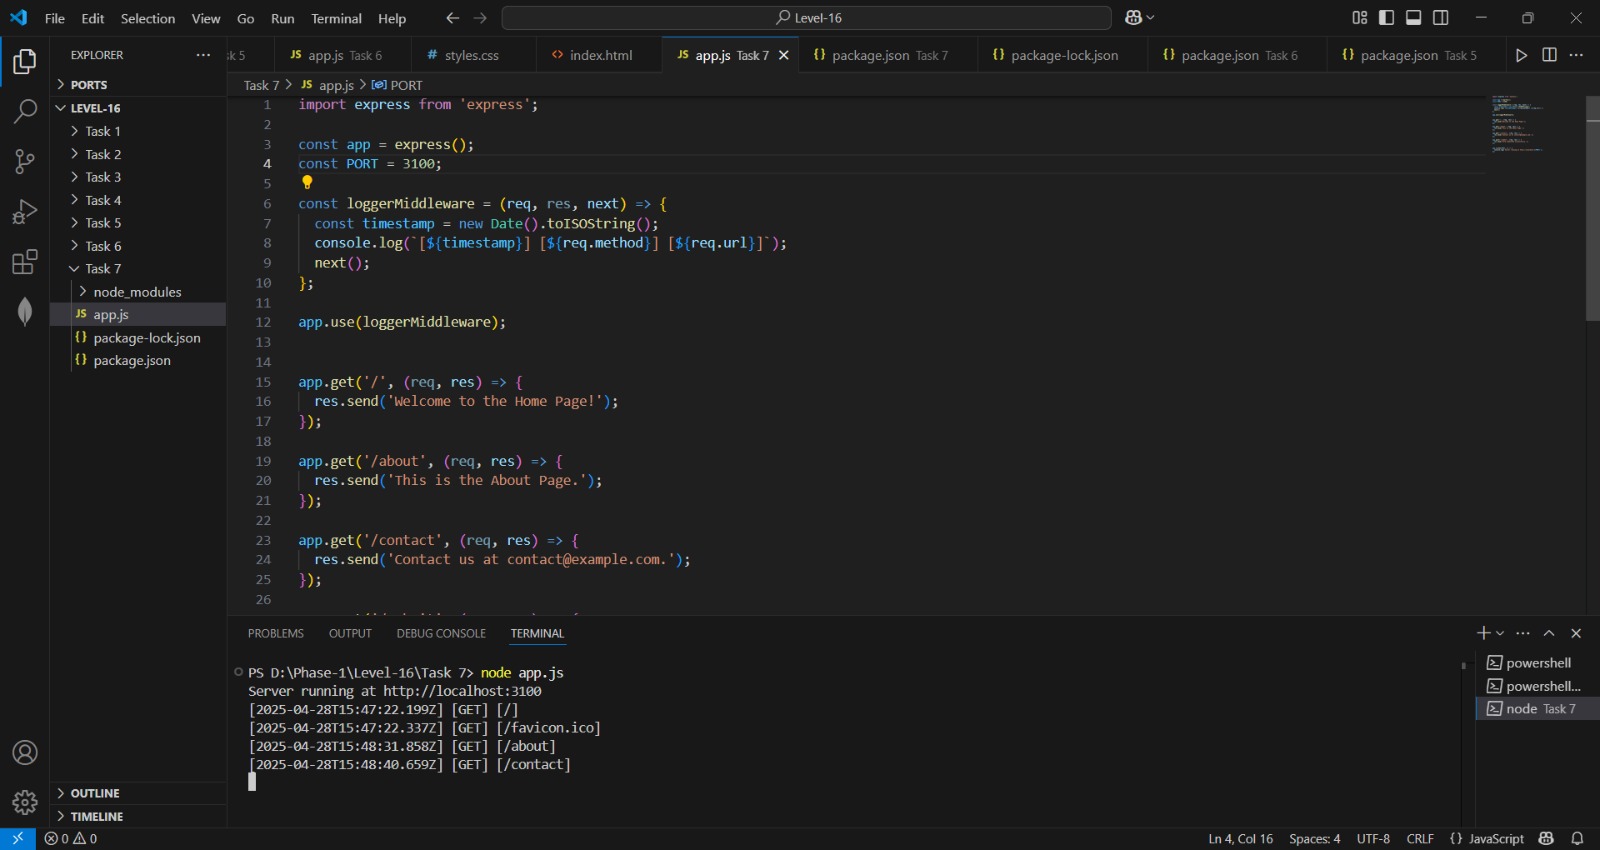 File Edit Selection View Go Run Terminal Help
Level-16
EXPLORER
PORTS
LEVEL-16
Task 1
Task 2
Task 3
Task 4
Task 5
Task 6
Task 7
node_modules
JS app.js
{} package-lock.json
{} package.json
OUTLINE
TIMELINE
k 5
JS app.js Task 6
# styles.css
<> index.html
JS app.js Task 7
{} package.json Task 7
{} package-lock.json
{} package.json Task 6
{} package.json Task 5
Task 7 > JS app.js > PORT
1 import express from 'express';
2
3 const app = express();
4 const PORT = 3100;
5
6 const loggerMiddleware = (req, res, next) => {
7 const timestamp = new Date().toISOString();
8 console.log(`[${timestamp}] [${req.method}] [${req.url}]`);
9 next();
10 };
11
12 app.use(loggerMiddleware);
13
14
15 app.get('/', (req, res) => {
16 res.send('Welcome to the Home Page!');
17 });
18
19 app.get('/about', (req, res) => {
20 res.send('This is the About Page.');
21 });
22
23 app.get('/contact', (req, res) => {
24 res.send('Contact us at contact@example.com.');
25 });
26
PROBLEMS OUTPUT DEBUG CONSOLE TERMINAL
PS D:\Phase-1\Level-16\Task 7> node app.js
Server running at http://localhost:3100
[2025-04-28T15:47:22.199Z] [GET] [/]
[2025-04-28T15:47:22.337Z] [GET] [/favicon.ico]
[2025-04-28T15:48:31.858Z] [GET] [/about]
[2025-04-28T15:48:40.659Z] [GET] [/contact]
powershell
powershell...
node Task 7
0 0
Ln 4, Col 16 Spaces: 4 UTF-8 CRLF {} JavaScript